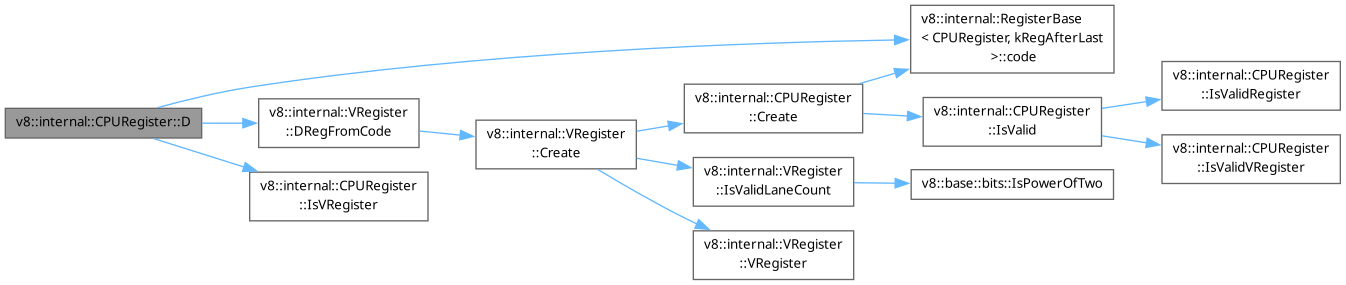 v8::internal::CPURegister::D
v8::internal::VRegister
::DRegFromCode
v8::internal::CPURegister
::IsVRegister
v8::internal::VRegister
::Create
v8::internal::CPURegister
::Create
v8::internal::VRegister
::IsValidLaneCount
v8::internal::VRegister
::VRegister
v8::internal::RegisterBase
< CPURegister, kRegAfterLast
>::code
v8::internal::CPURegister
::IsValid
v8::base::bits::IsPowerOfTwo
v8::internal::CPURegister
::IsValidRegister
v8::internal::CPURegister
::IsValidVRegister